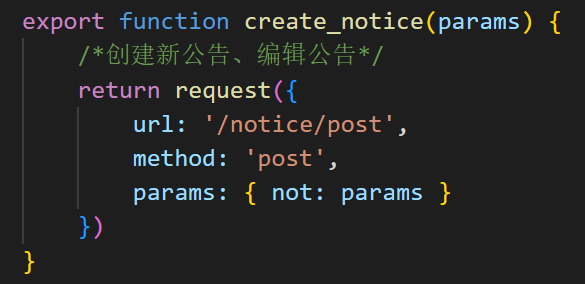 export function create_notice(params) {
/*创建新公告、编辑公告*/
return request({
url: '/notice/post',
method: 'post',
params: { not: params }
})
}